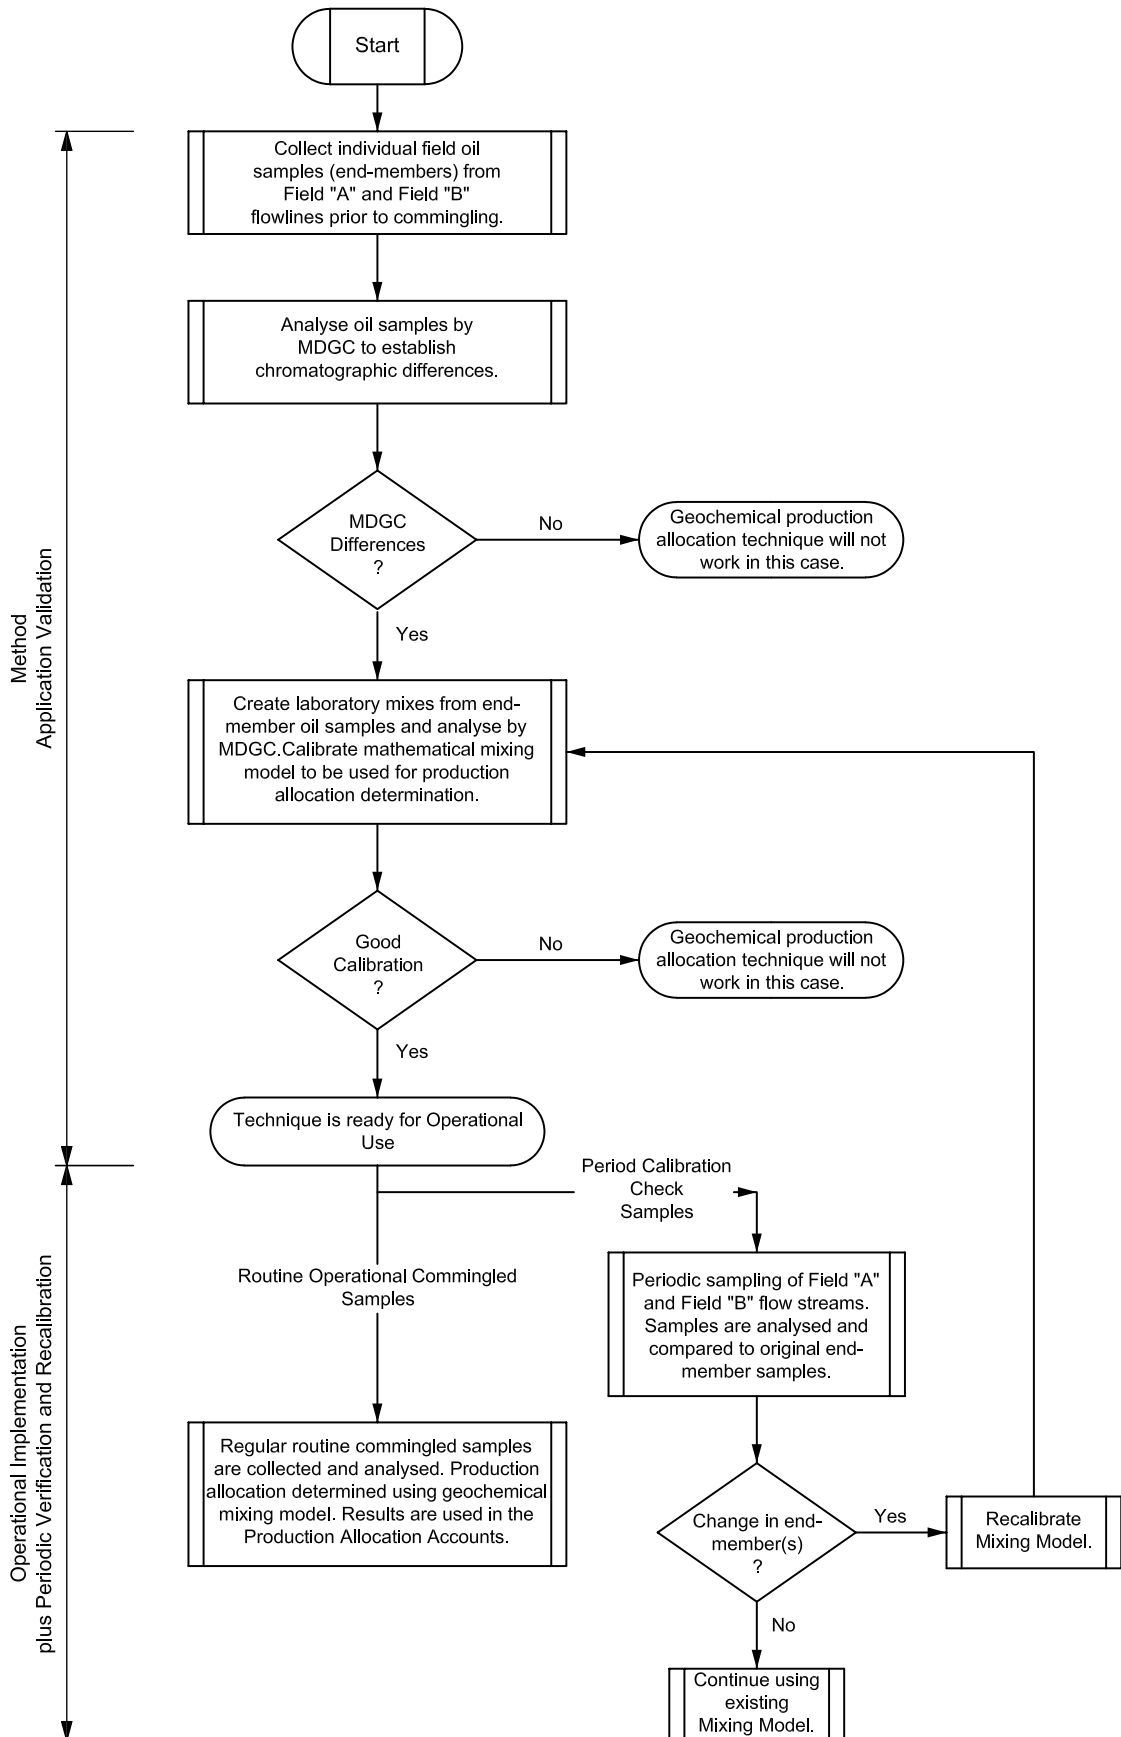 Start
Collect individual field oil
samples (end-members) from
Field "A" and Field "B"
flowlines prior to commingling.
Analyse oil samples by
MDGC to establish
chromatographic differences.
MDGC
Differences
?
No
Geochemical production
allocation technique will not
work in this case.
Yes
Method
Application Validation
Create laboratory mixes from end-
member oil samples and analyse by
MDGC.Calibrate mathematical mixing
model to be used for production
allocation determination.
Good
Calibration
?
No
Geochemical production
allocation technique will not
work in this case.
Yes
Technique is ready for Operational
Use
Period Calibration
Check
Samples
Routine Operational Commingled
Samples
Periodic sampling of Field "A"
and Field "B" flow streams.
Samples are analysed and
compared to original end-
member samples.
Operational Implementation
plus Periodic Verification and Recalibration
Regular routine commingled samples
are collected and analysed. Production
allocation determined using geochemical
mixing model. Results are used in the
Production Allocation Accounts.
Change in end-
member(s)
?
Yes
Recalibrate
Mixing Model.
No
Continue using
existing
Mixing Model.